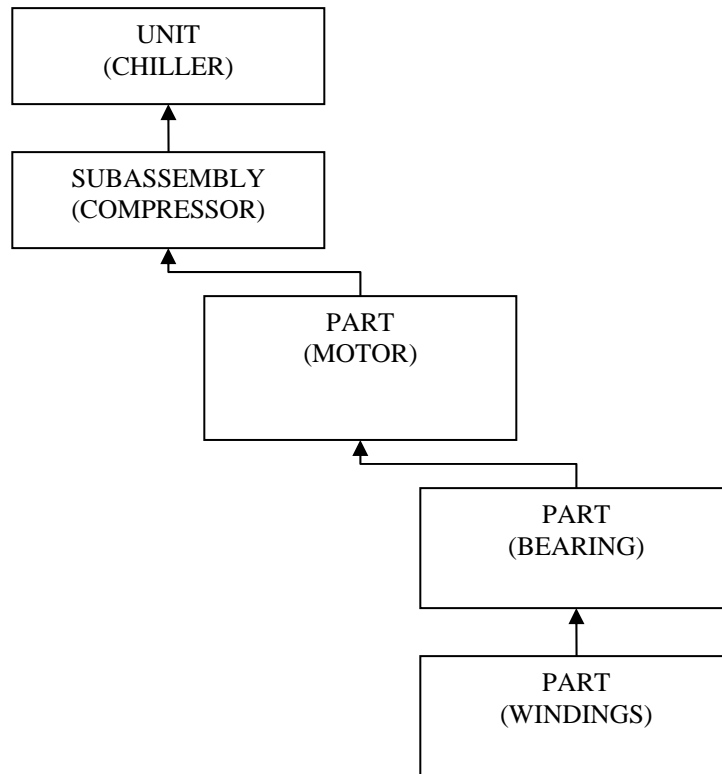 UNIT
(CHILLER)
SUBASSEMBLY
(COMPRESSOR)
PART
(MOTOR)
PART
(BEARING)
PART
(WINDINGS)